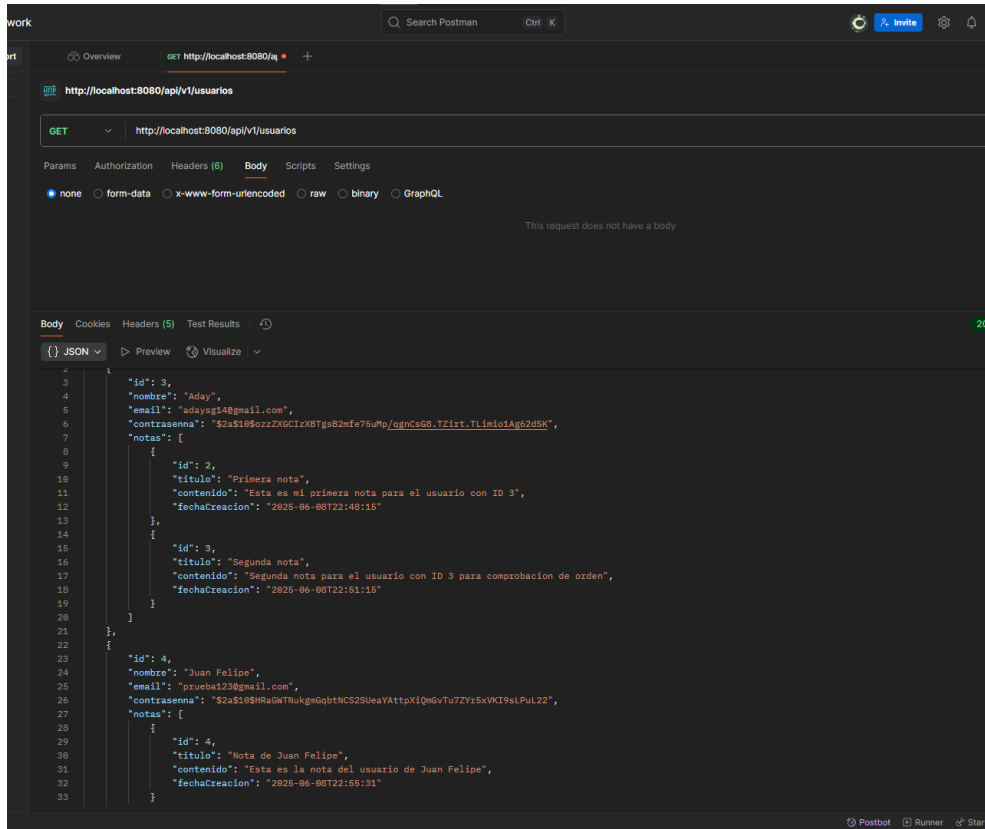 work
Search Postman Ctrl K
Invite
ort Overview GET http://localhost:8080/a
HTTP http://localhost:8080/api/v1/usuarios
GET http://localhost:8080/api/v1/usuarios
Params Authorization Headers (6) Body Scripts Settings
none form-data x-www-form-urlencoded raw binary GraphQL
This request does not have a body
Body Cookies Headers (5) Test Results 20
{} JSON Preview Visualize
2 {
3 "id": 3,
4 "nombre": "Aday",
5 "email": "adaysg14@gmail.com",
6 "contrasenna": "$2a$10$ozzZXGCIzXBTgsB2mfe75uMp/qgnCsG8.TZirt.TLimio1Ag62dSK",
7 "notas": [
8 {
9 "id": 2,
10 "titulo": "Primera nota",
11 "contenido": "Esta es mi primera nota para el usuario con ID 3",
12 "fechaCreacion": "2025-06-08T22:48:15"
13 },
14 {
15 "id": 3,
16 "titulo": "Segunda nota",
17 "contenido": "Segunda nota para el usuario con ID 3 para comprobacion de orden",
18 "fechaCreacion": "2025-06-08T22:51:15"
19 }
20 ]
21 },
22 {
23 "id": 4,
24 "nombre": "Juan Felipe",
25 "email": "prueba123@gmail.com",
26 "contrasenna": "$2a$10$HRaGWTNukgmGqbtNCS2SUeaYAttpXiQmGvTu7ZYr5xVKI9sLPuL22",
27 "notas": [
28 {
29 "id": 4,
30 "titulo": "Nota de Juan Felipe",
31 "contenido": "Esta es la nota del usuario de Juan Felipe",
32 "fechaCreacion": "2025-06-08T22:55:31"
33 }
Postbot Runner Star